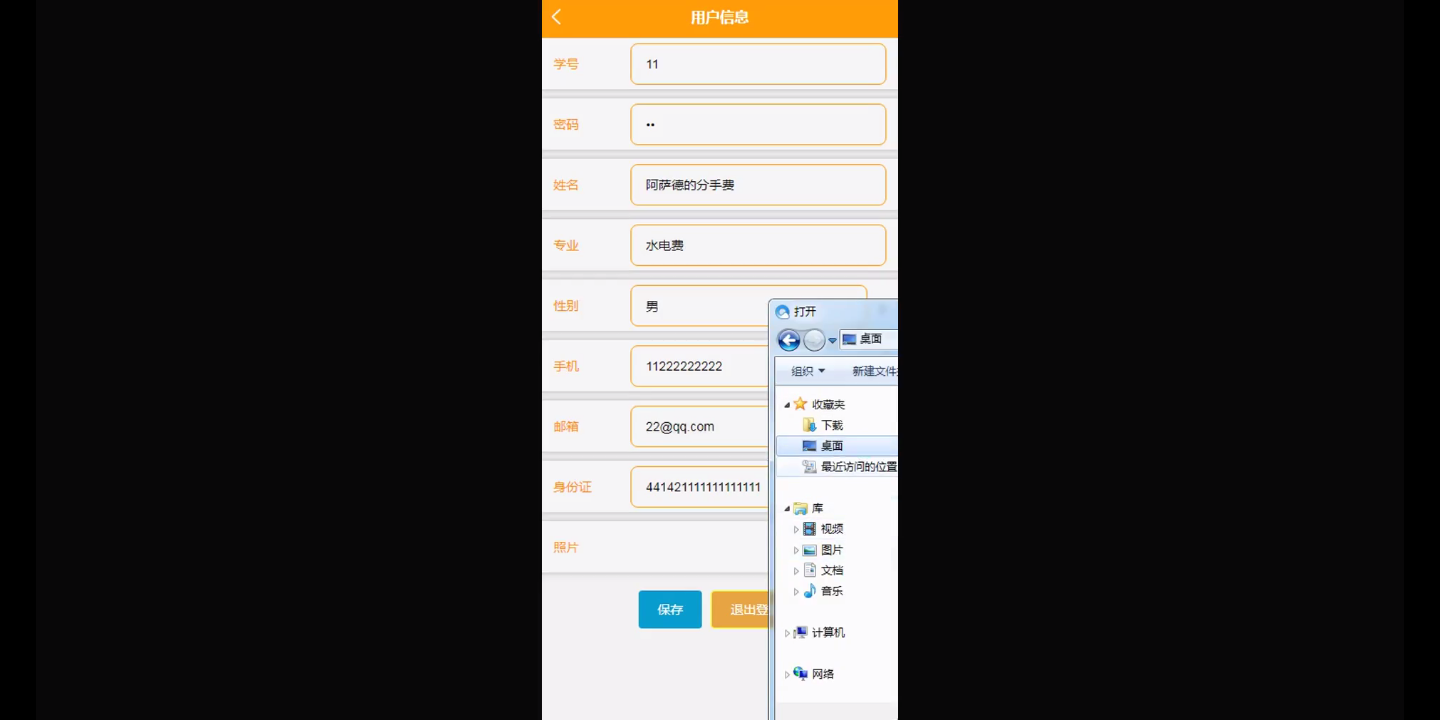 用户信息
学号 11
密码 ••
姓名 阿萨德的分手费
专业 水电费
性别 男
手机 11222222222
邮箱 22@qq.com
身份证 441421111111111111
照片
保存 退出登
打开
桌面
组织 新建文件
收藏夹
下载
桌面
最近访问的位置
库
视频
图片
文档
音乐
计算机
网络